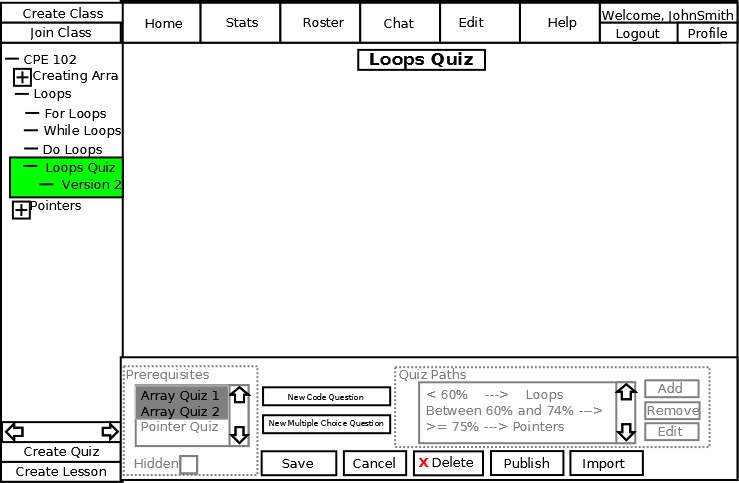 Create Class
Join Class
Home
Stats
Roster
Chat
Edit
Help
Welcome, JohnSmith
Logout
Profile
CPE 102
Creating Arra
Loops
For Loops
While Loops
Do Loops
Loops Quiz
Version 2
Pointers
Create Quiz
Create Lesson
Loops Quiz
Prerequisites
Array Quiz 1
Array Quiz 2
Pointer Quiz
Hidden
New Code Question
New Multiple Choice Question
Quiz Paths
< 60% ---> Loops
Between 60% and 74% --->
>= 75% ---> Pointers
Add
Remove
Edit
Save
Cancel
X Delete
Publish
Import